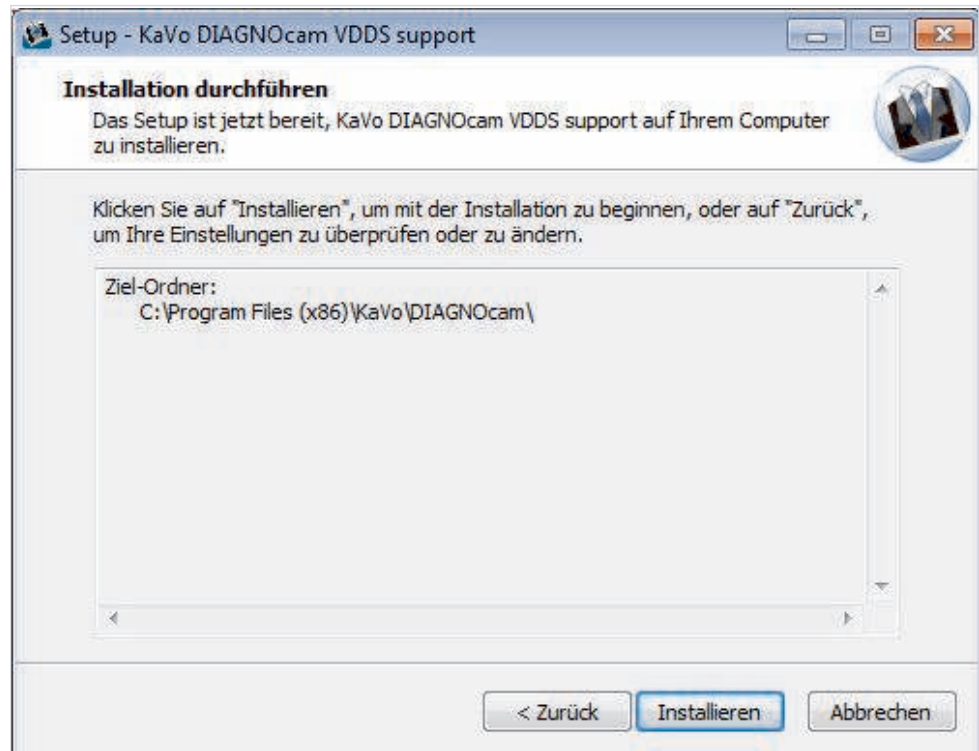 Setup - KaVo DIAGNOcam VDDS support
Installation durchführen
Das Setup ist jetzt bereit, KaVo DIAGNOcam VDDS support auf Ihrem Computer
zu installieren.
Klicken Sie auf "Installieren", um mit der Installation zu beginnen, oder auf "Zurück",
um Ihre Einstellungen zu überprüfen oder zu ändern.
Ziel-Ordner:
C:\Program Files (x86)\KaVo\DIAGNOcam\
< Zurück Installieren Abbrechen